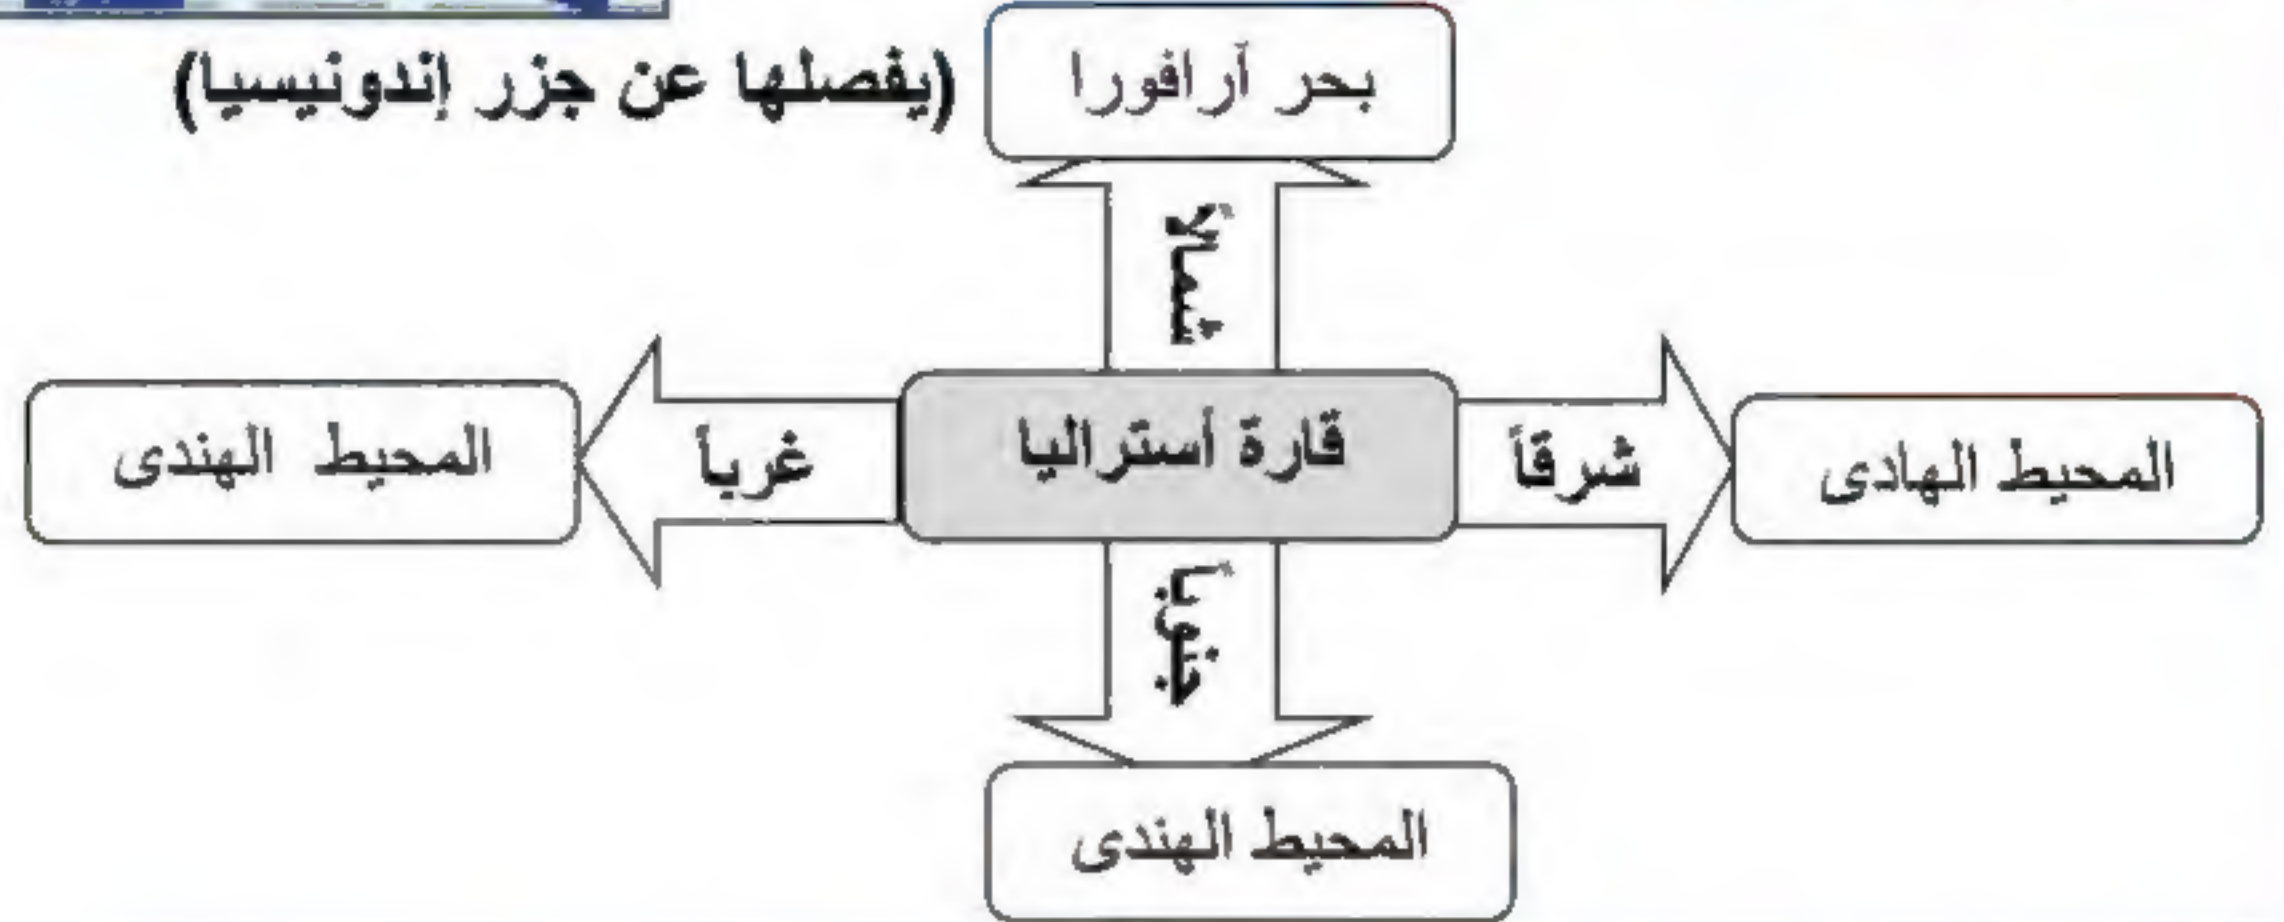 بحر آرافورا (يفصلها عن جزر إندونيسيا)
شمالاً
المحيط الهادى شرقاً قارة أستراليا غرباً المحيط الهندى
جنوباً
المحيط الهندى